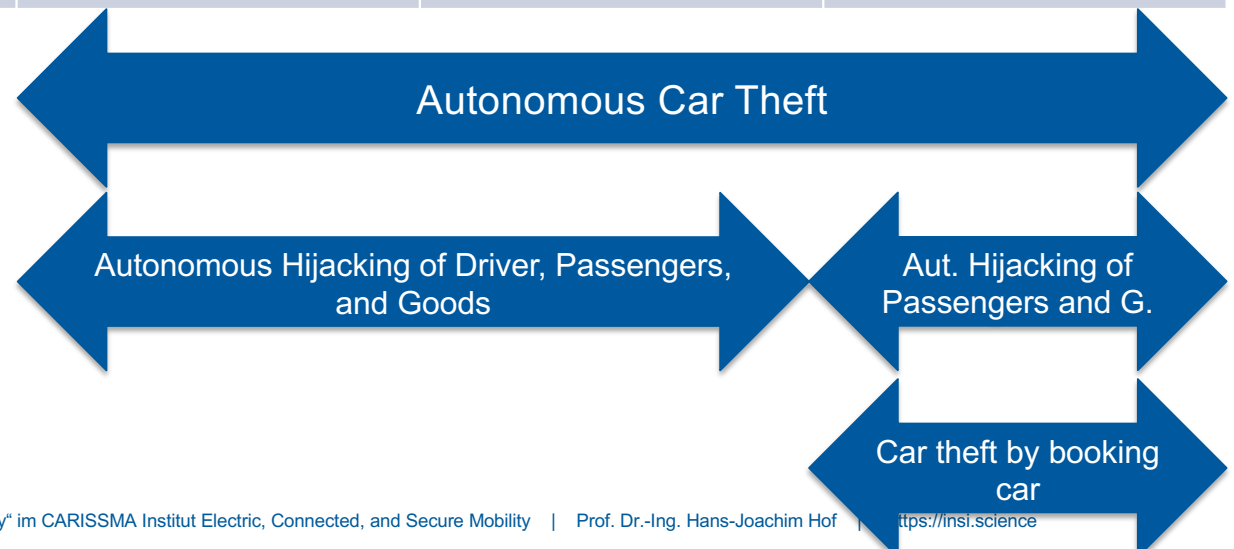 Autonomous Car Theft
Autonomous Hijacking of Driver, Passengers,
and Goods
Aut. Hijacking of
Passengers and G.
Car theft by booking
car
y“ im CARISSMA Institut Electric, Connected, and Secure Mobility | Prof. Dr.-Ing. Hans-Joachim Hof | ttps://insi.science